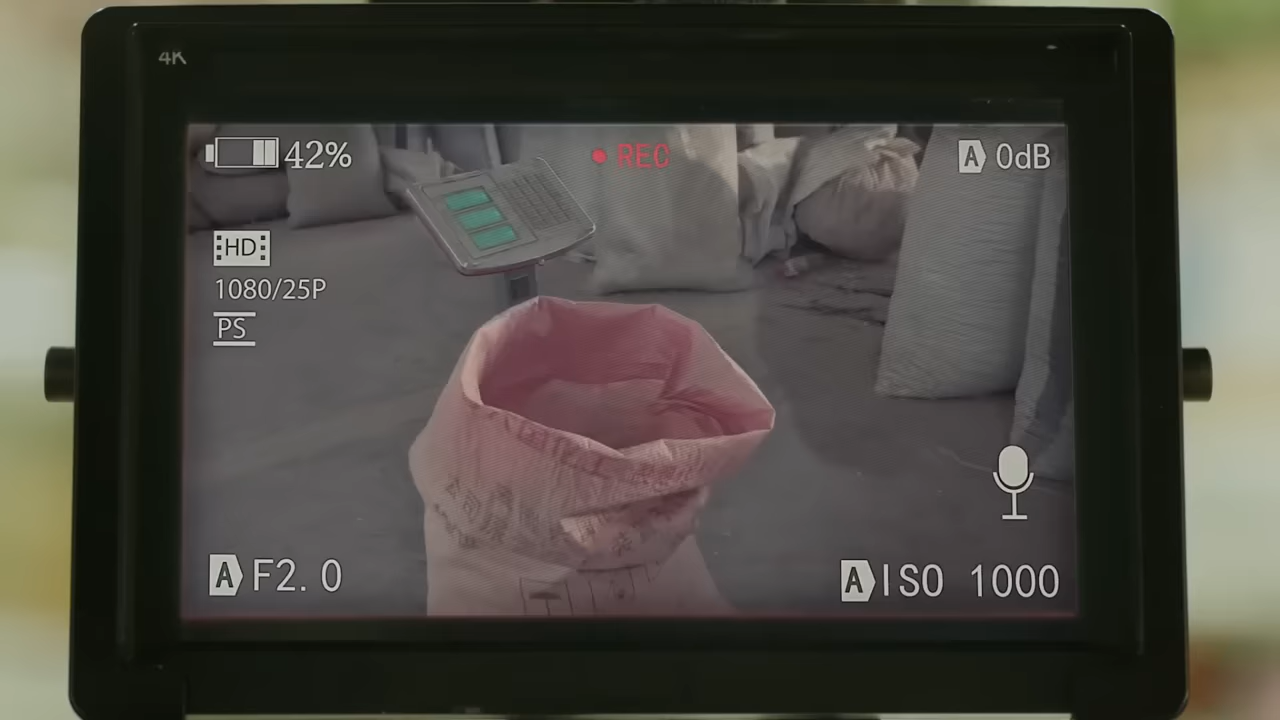 4K
42%
REC
A 0dB
HD
1080/25P
PS
A F2.0
A ISO 1000